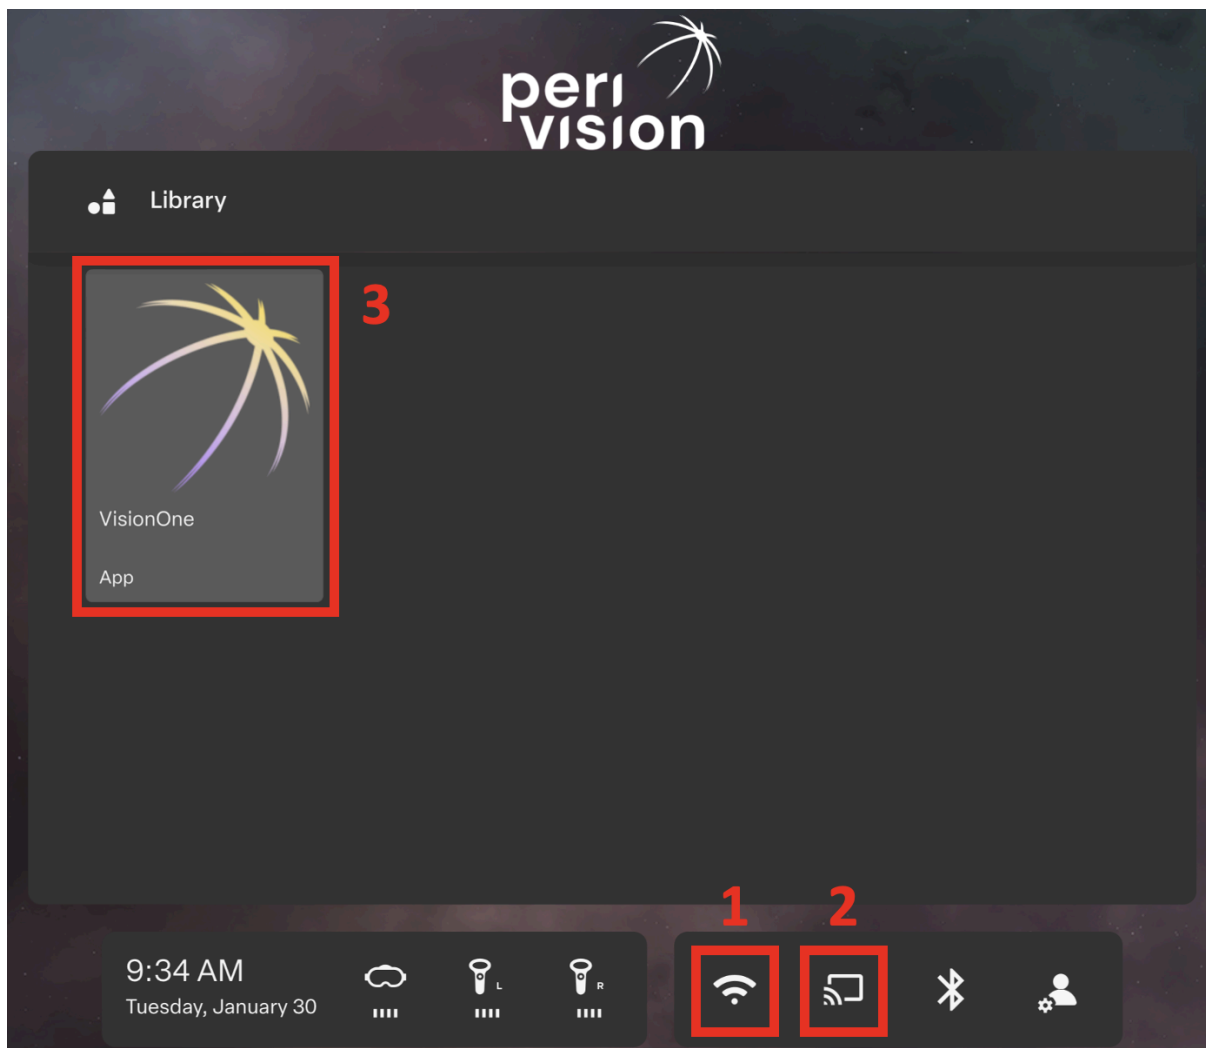 peri
vision
Library
3
VisionOne
App
1
2
9:34 AM
Tuesday, January 30
L
R